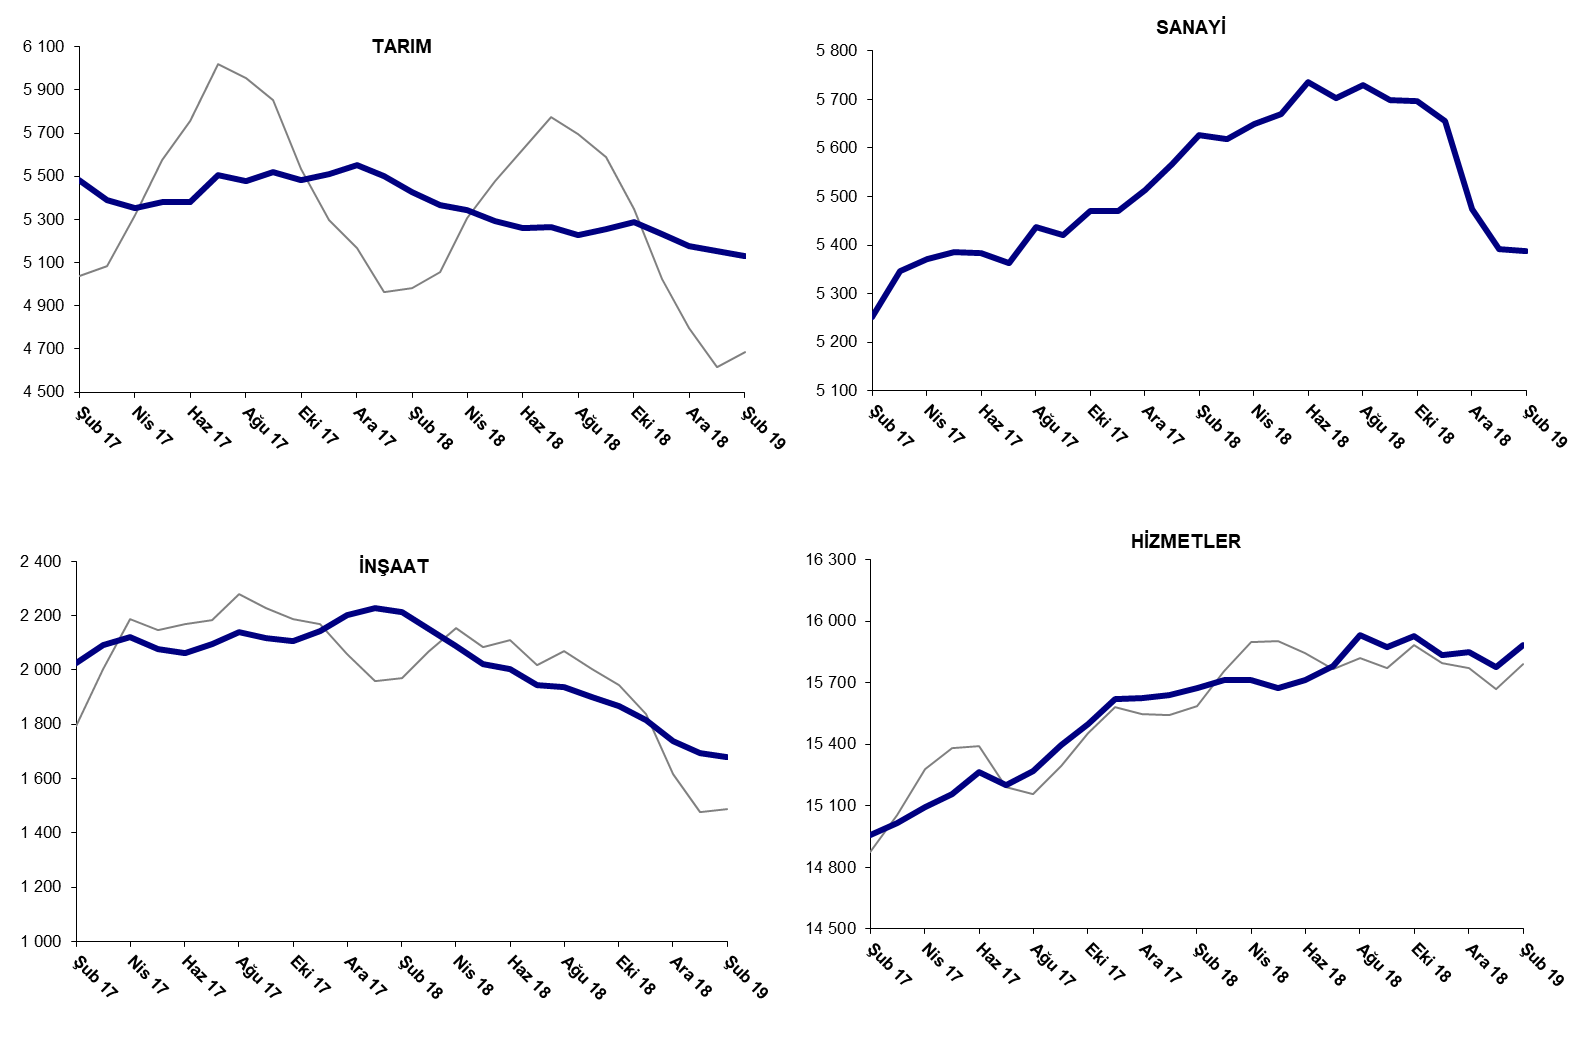 TARIM
6 100
5 900
5 700
5 500
5 300
5 100
4 900
4 700
4 500
Şub 17
Nis 17
Haz 17
Ağu 17
Eki 17
Ara 17
Şub 18
Nis 18
Haz 18
Ağu 18
Eki 18
Ara 18
Şub 19
SANAYİ
5 800
5 700
5 600
5 500
5 400
5 300
5 200
5 100
Şub 17
Nis 17
Haz 17
Ağu 17
Eki 17
Ara 17
Şub 18
Nis 18
Haz 18
Ağu 18
Eki 18
Ara 18
Şub 19
İNŞAAT
2 400
2 200
2 000
1 800
1 600
1 400
1 200
1 000
Şub 17
Nis 17
Haz 17
Ağu 17
Eki 17
Ara 17
Şub 18
Nis 18
Haz 18
Ağu 18
Eki 18
Ara 18
Şub 19
HİZMETLER
16 300
16 000
15 700
15 400
15 100
14 800
14 500
Şub 17
Nis 17
Haz 17
Ağu 17
Eki 17
Ara 17
Şub 18
Nis 18
Haz 18
Ağu 18
Eki 18
Ara 18
Şub 19